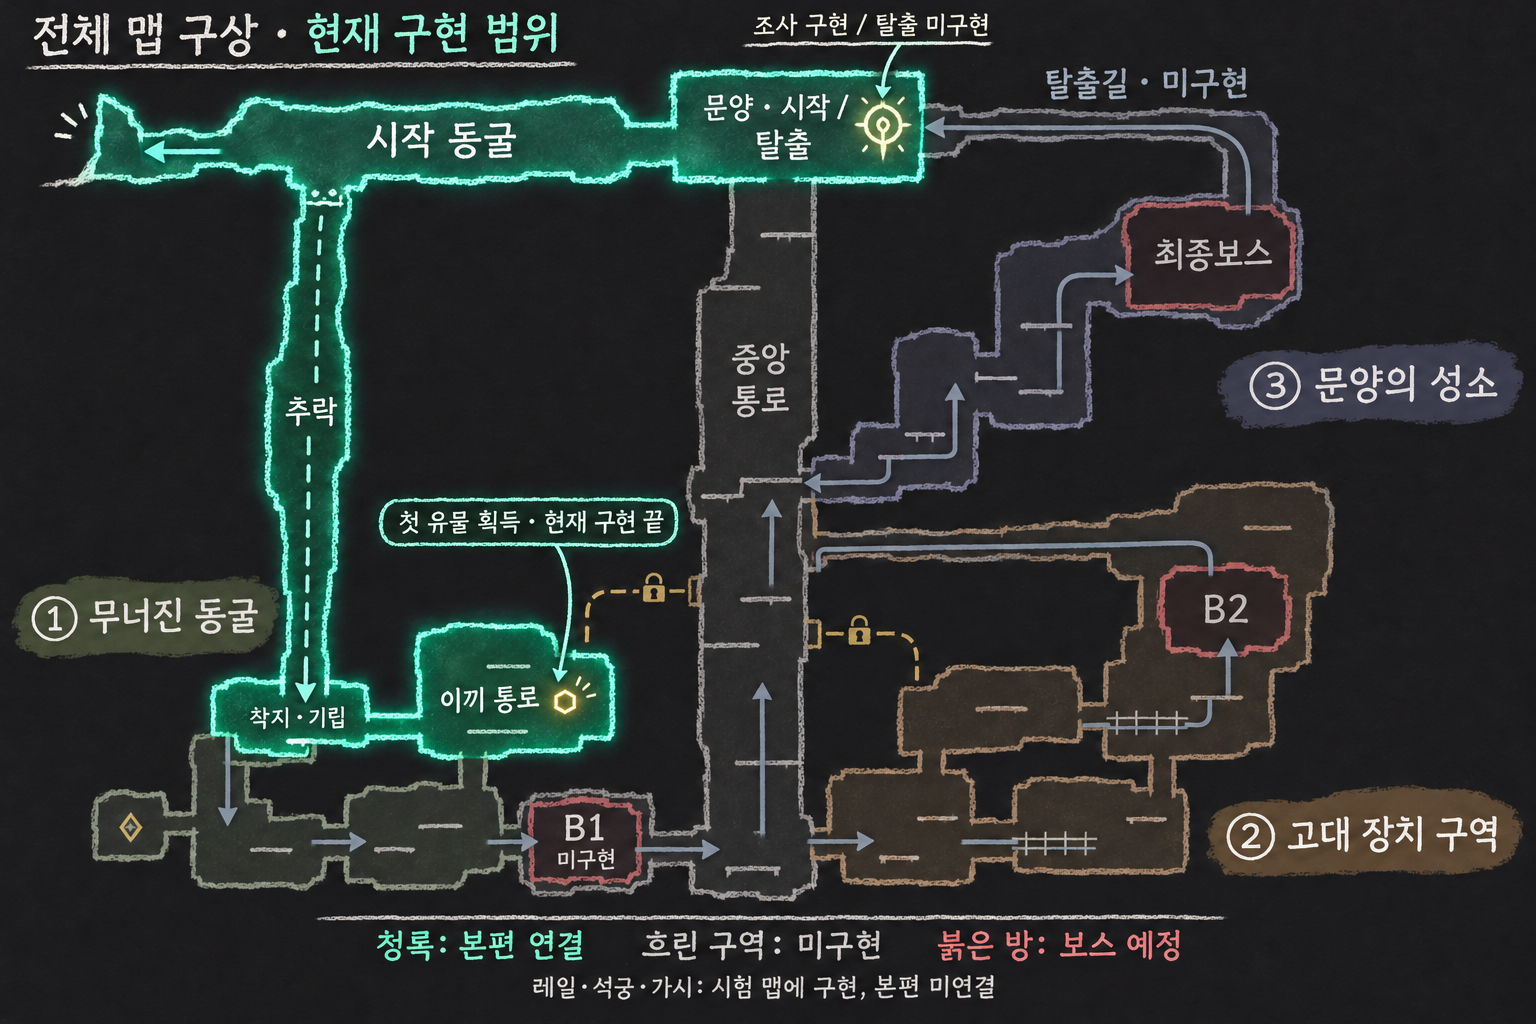 전체 맵 구상 · 현재 구현 범위
조사 구현 / 탈출 미구현
탈출길 · 미구현
시작 동굴
문양 · 시작 /
탈출
최종보스
중앙
통로
③ 문양의 성소
추락
첫 유물 획득 · 현재 구현 끝
① 무너진 동굴
B2
이끼 통로
착지 · 기립
B1
미구현
② 고대 장치 구역
청록: 본편 연결
흐린 구역: 미구현
붉은 방: 보스 예정
레일·석궁·가시: 시험 맵에 구현, 본편 미연결